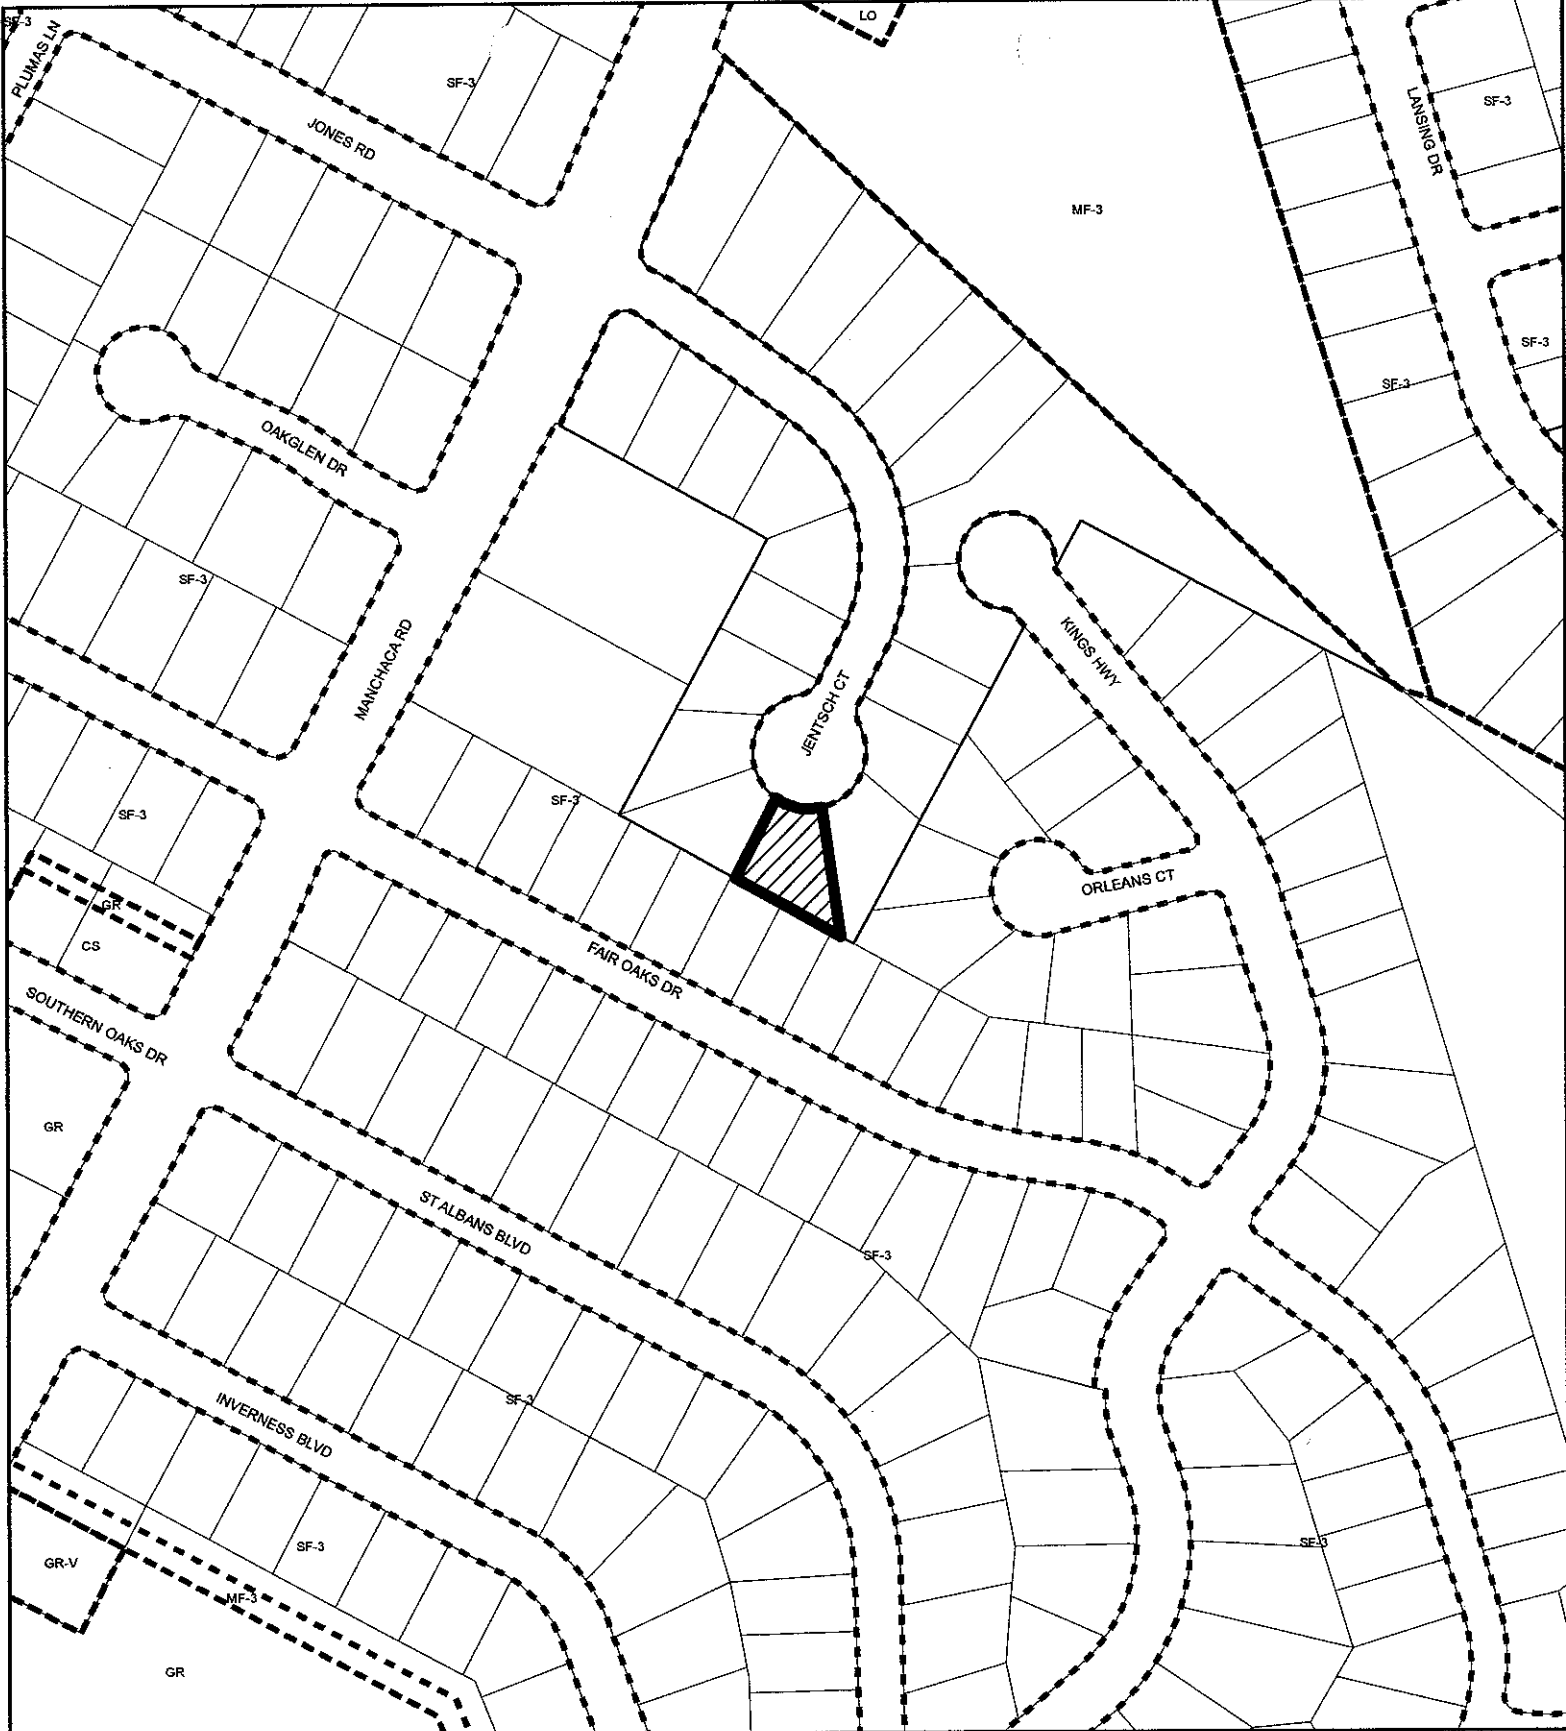 SF-3
PLUMAS LN
LO
SF-3
JONES RD
LANSING DR
SF-3
MF-3
SF-3
SF-3
OAKGLEN DR
SF-3
MANCHACA RD
KINGS HWY
JENTSCH CT
SF-3
SF-3
ORLEANS CT
GR
CS
FAIR OAKS DR
SOUTHERN OAKS DR
GR
ST ALBANS BLVD
SF-3
SF-3
INVERNESS BLVD
SF-3
SF-3
GR-V
MF-3
GR